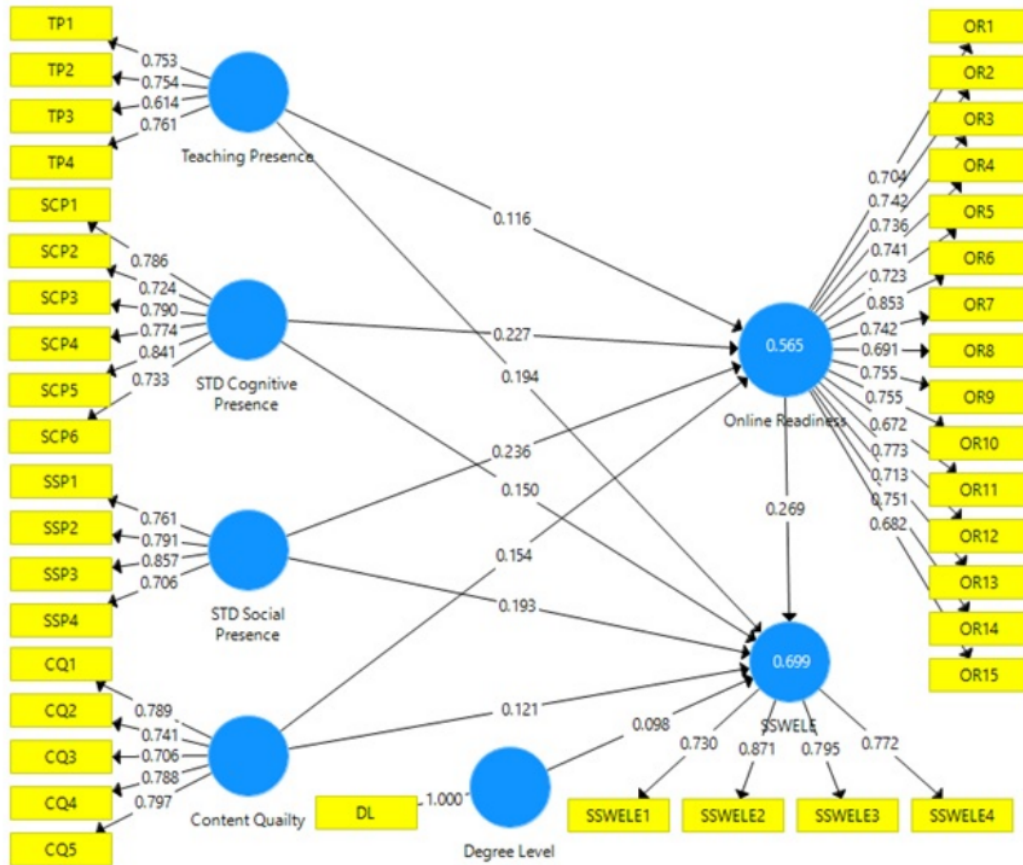 TP1
TP2
TP3
TP4
0.753
0.754
0.614
0.761
Teaching Presence
SCP1
SCP2
SCP3
SCP4
SCP5
SCP6
0.786
0.724
0.790
0.774
0.841
0.733
STD Cognitive
Presence
SSP1
SSP2
SSP3
SSP4
0.761
0.791
0.857
0.706
STD Social
Presence
CQ1
CQ2
CQ3
CQ4
CQ5
0.789
0.741
0.706
0.788
0.797
Content Quailty
DL
1.000
Degree Level
0.116
0.227
0.194
0.236
0.150
0.154
0.193
0.121
0.098
0.269
0.565
Online Readiness
0.699
SSWELE
0.704
0.742
0.736
0.741
0.723
0.853
0.742
0.691
0.755
0.755
0.672
0.773
0.713
0.751
0.682
OR1
OR2
OR3
OR4
OR5
OR6
OR7
OR8
OR9
OR10
OR11
OR12
OR13
OR14
OR15
0.730
0.871
0.795
0.772
SSWELE1
SSWELE2
SSWELE3
SSWELE4